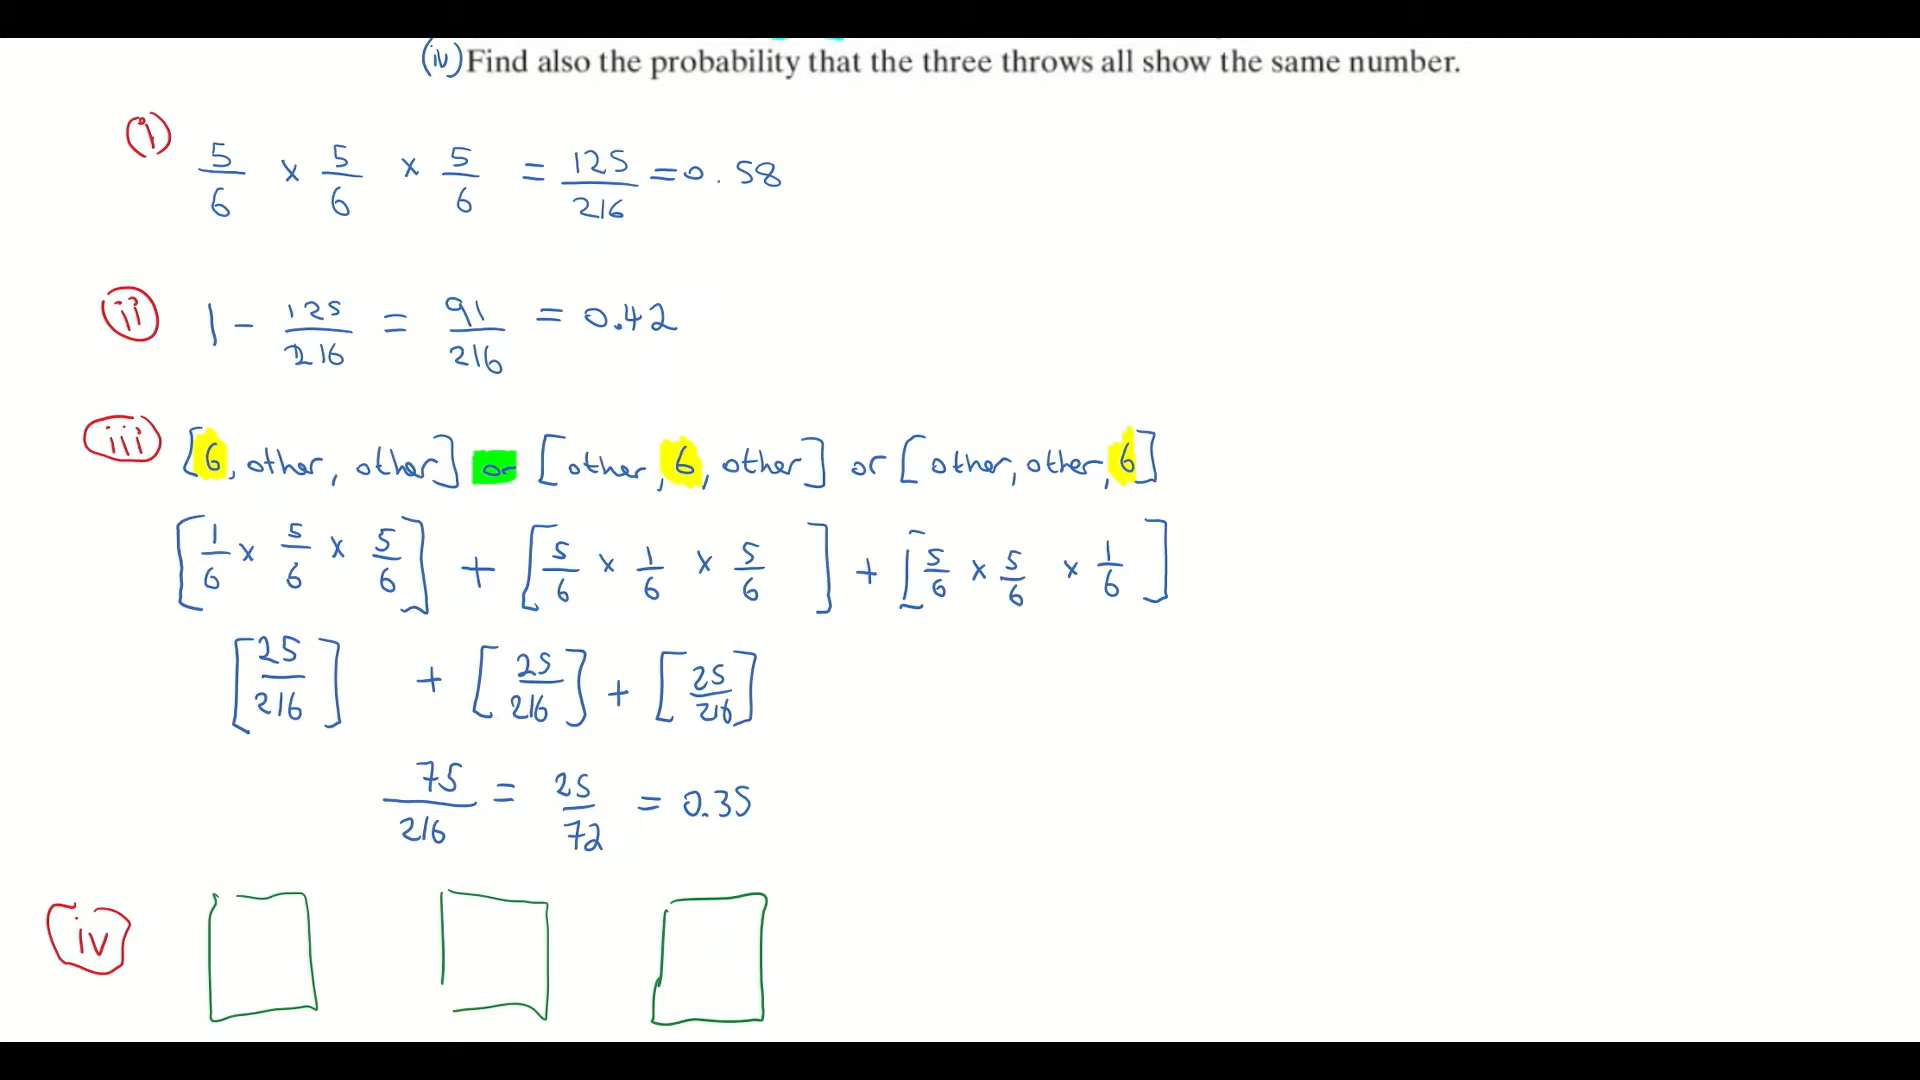 (iv) Find also the probability that the three throws all show the same number.
(i)
5/6 × 5/6 × 5/6 = 125/216 = 0.58
(ii) 1 - 125/216 = 91/216 = 0.42
(iii) [6, other, other] or [other, 6, other] or [other, other, 6]
[1/6 × 5/6 × 5/6] + [5/6 × 1/6 × 5/6] + [5/6 × 5/6 × 1/6]
[25/216] + [25/216] + [25/216]
75/216 = 25/72 = 0.35
(iv)